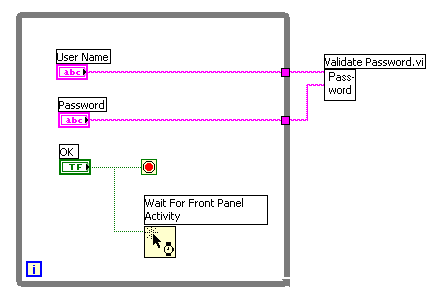 User Name
abc
Validate Password.vi
Pass-
word
Password
abc
OK
TF
Wait For Front Panel
Activity
i